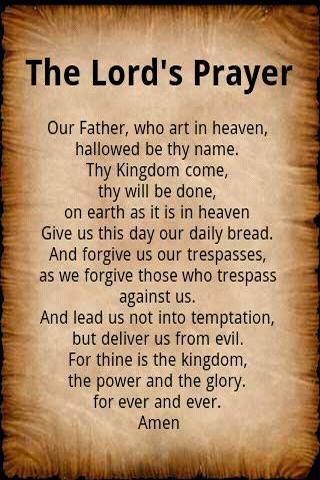 The Lord's Prayer
Our Father, who art in heaven,
hallowed be thy name.
Thy Kingdom come,
thy will be done,
on earth as it is in heaven
Give us this day our daily bread.
And forgive us our trespasses,
as we forgive those who trespass
against us.
And lead us not into temptation,
but deliver us from evil.
For thine is the kingdom,
the power and the glory.
for ever and ever.
Amen